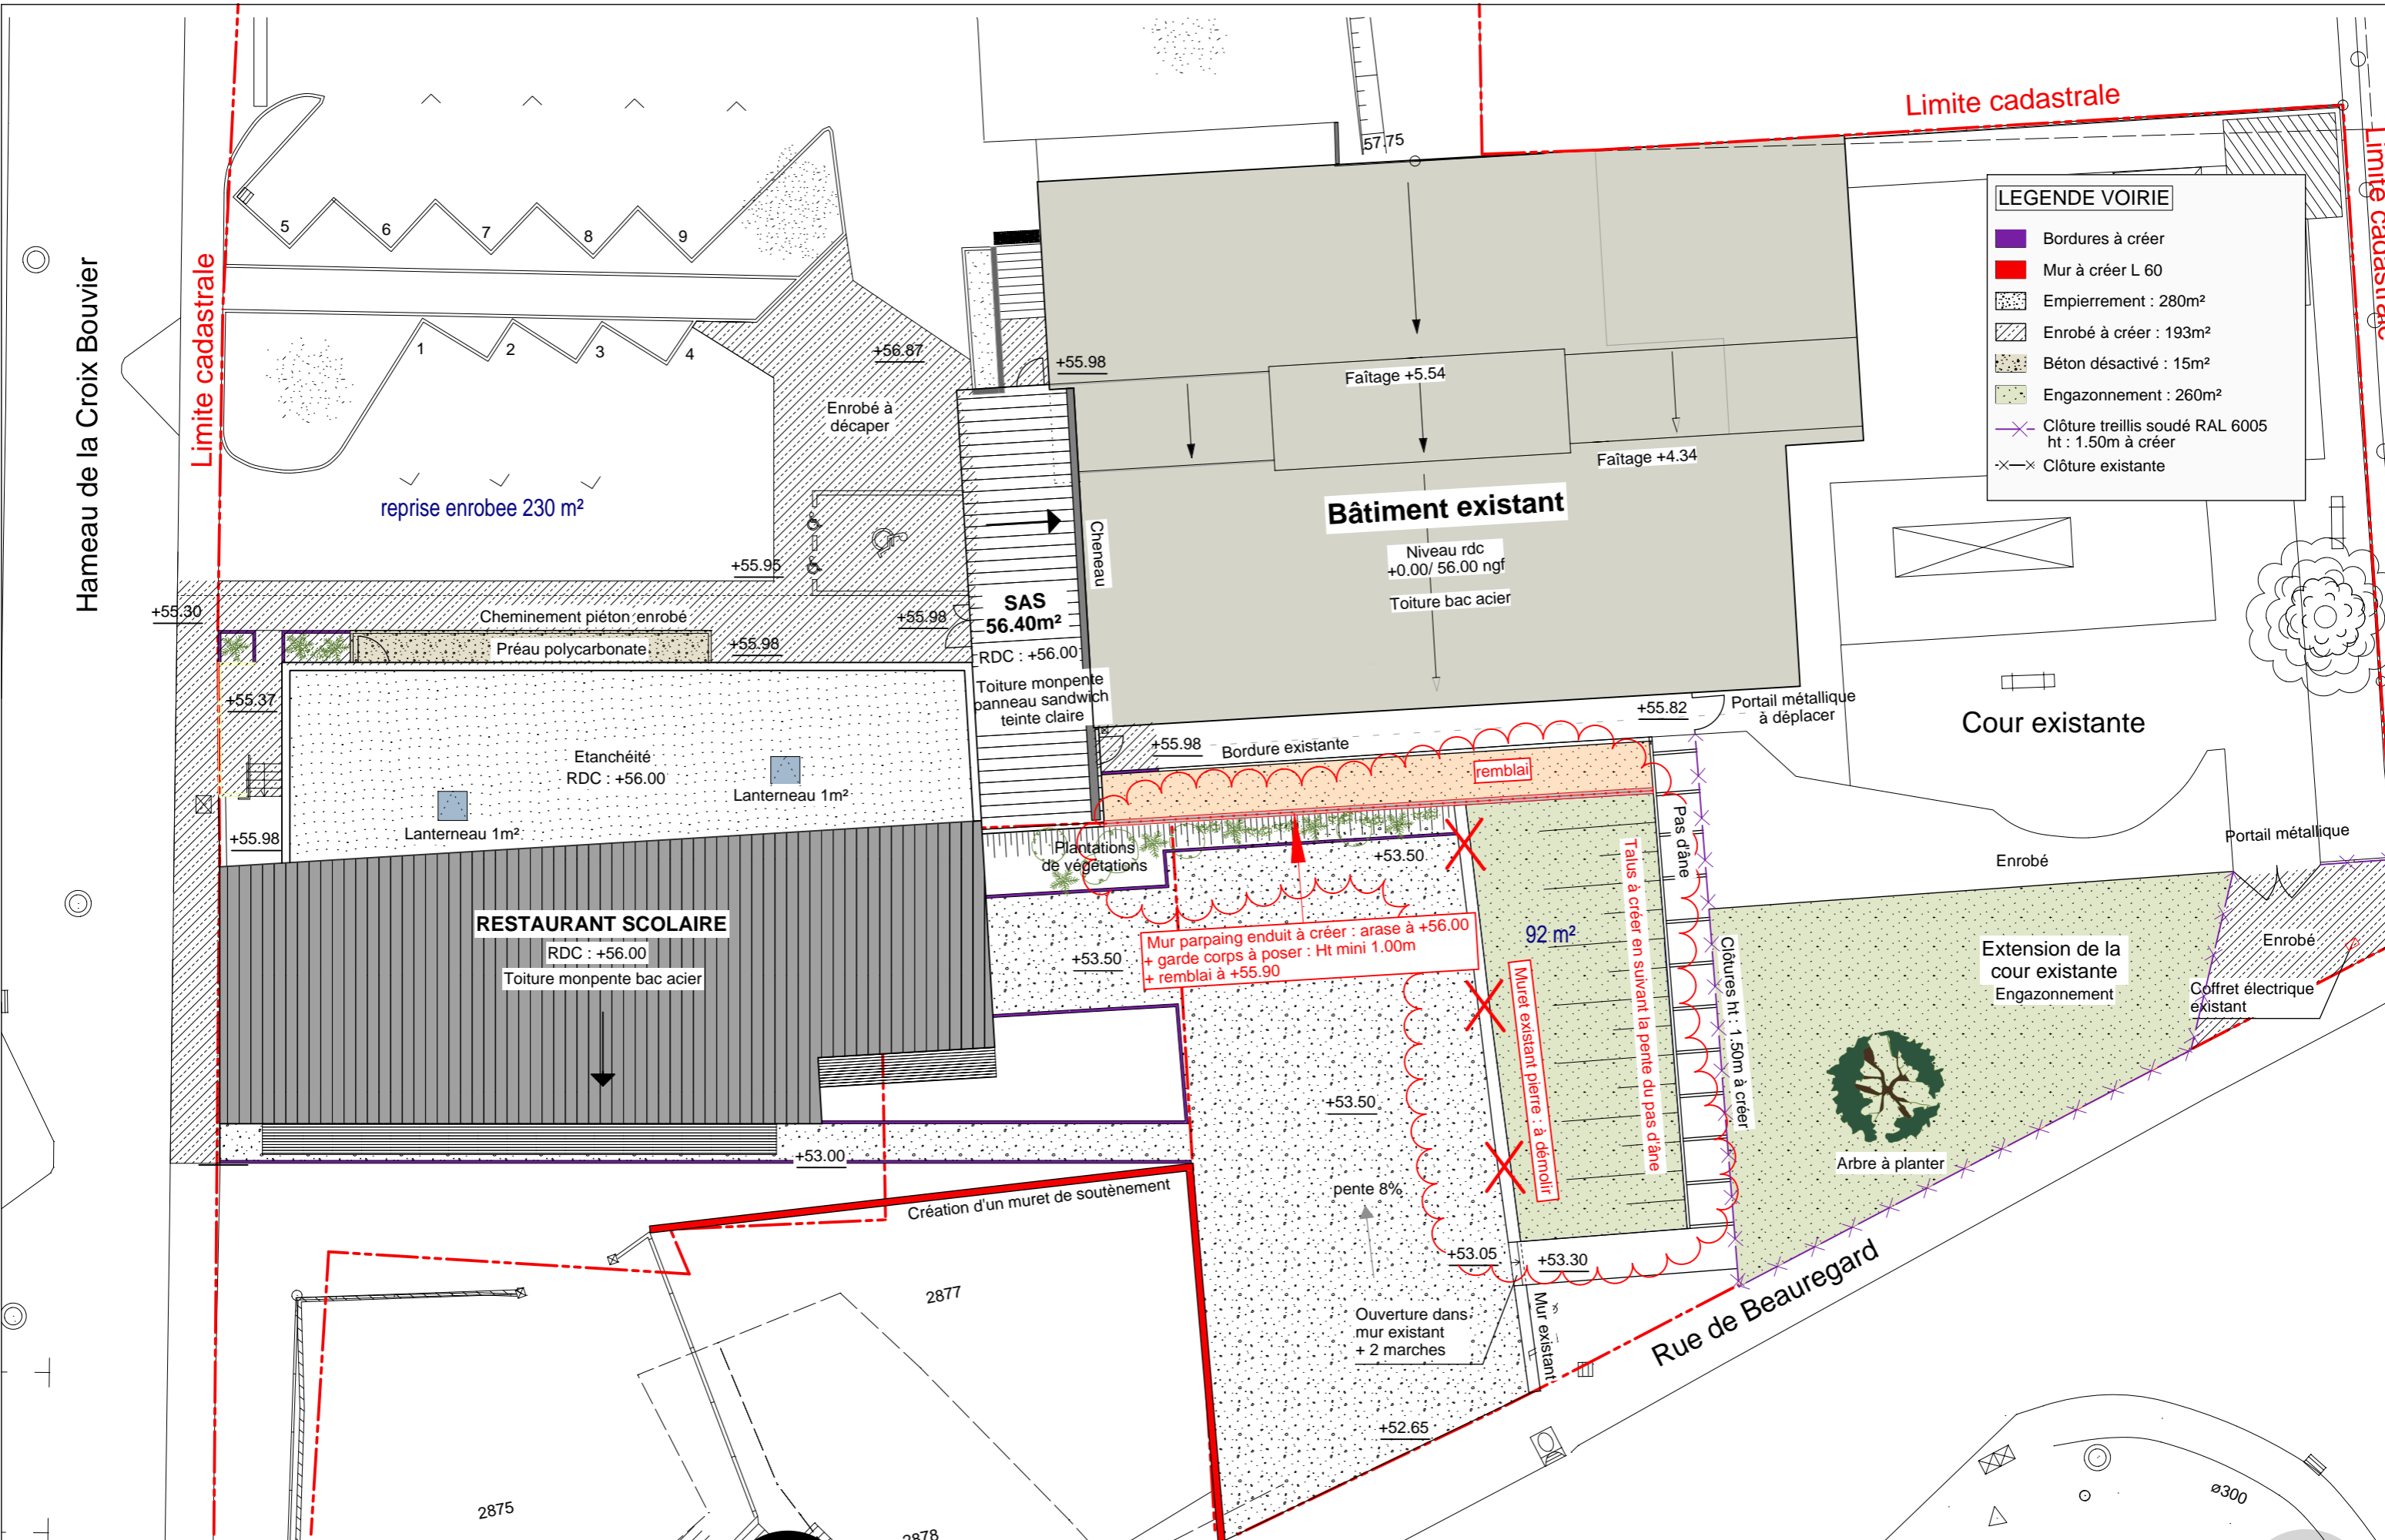 Limite cadastrale
57.75
Limite cadastrale
LEGENDE VOIRIE
Bordures à créer
Mur à créer L 60
Empierrement : 280m²
Enrobé à créer : 193m²
Béton désactivé : 15m²
Engazonnement : 260m²
Clôture treillis soudé RAL 6005
ht : 1.50m à créer
Clôture existante
Hameau de la Croix Bouvier
Limite cadastrale
5
6
7
8
9
1
2
3
4
+56.87
+55.98
Enrobé à
décaper
reprise enrobee 230 m²
Faîtage +5.54
Faîtage +4.34
Bâtiment existant
Niveau rdc
+0.00/ 56.00 ngf
Toiture bac acier
Cheneau
+55.95
+55.30
Cheminement piéton enrobé
+55.98
SAS
56.40m²
RDC : +56.00
Toiture monpente
panneau sandwich
teinte claire
Préau polycarbonate
+55.98
+55.37
Etanchéité
RDC : +56.00
Lanterneau 1m²
Lanterneau 1m²
+55.98
+55.98
Bordure existante
+55.82
Portail métallique
à déplacer
Cour existante
remblai
Plantations
de végétations
+53.50
Pas d'âne
Enrobé
Portail métallique
RESTAURANT SCOLAIRE
RDC : +56.00
Toiture monpente bac acier
+53.50
Mur parpaing enduit à créer : arase à +56.00
+ garde corps à poser : Ht mini 1.00m
+ remblai à +55.90
92 m²
Talus à créer en suivant la pente du pas d'âne
Muret existant pierre : à démolir
Clôtures ht : 1.50m à créer
Extension de la
cour existante
Engazonnement
Enrobé
Coffret électrique
existant
+53.50
Arbre à planter
+53.00
Création d'un muret de soutènement
pente 8%
+53.05
+53.30
Ouverture dans
mur existant
+ 2 marches
Mur existant
Rue de Beauregard
+52.65
2877
2875
2878
ø300